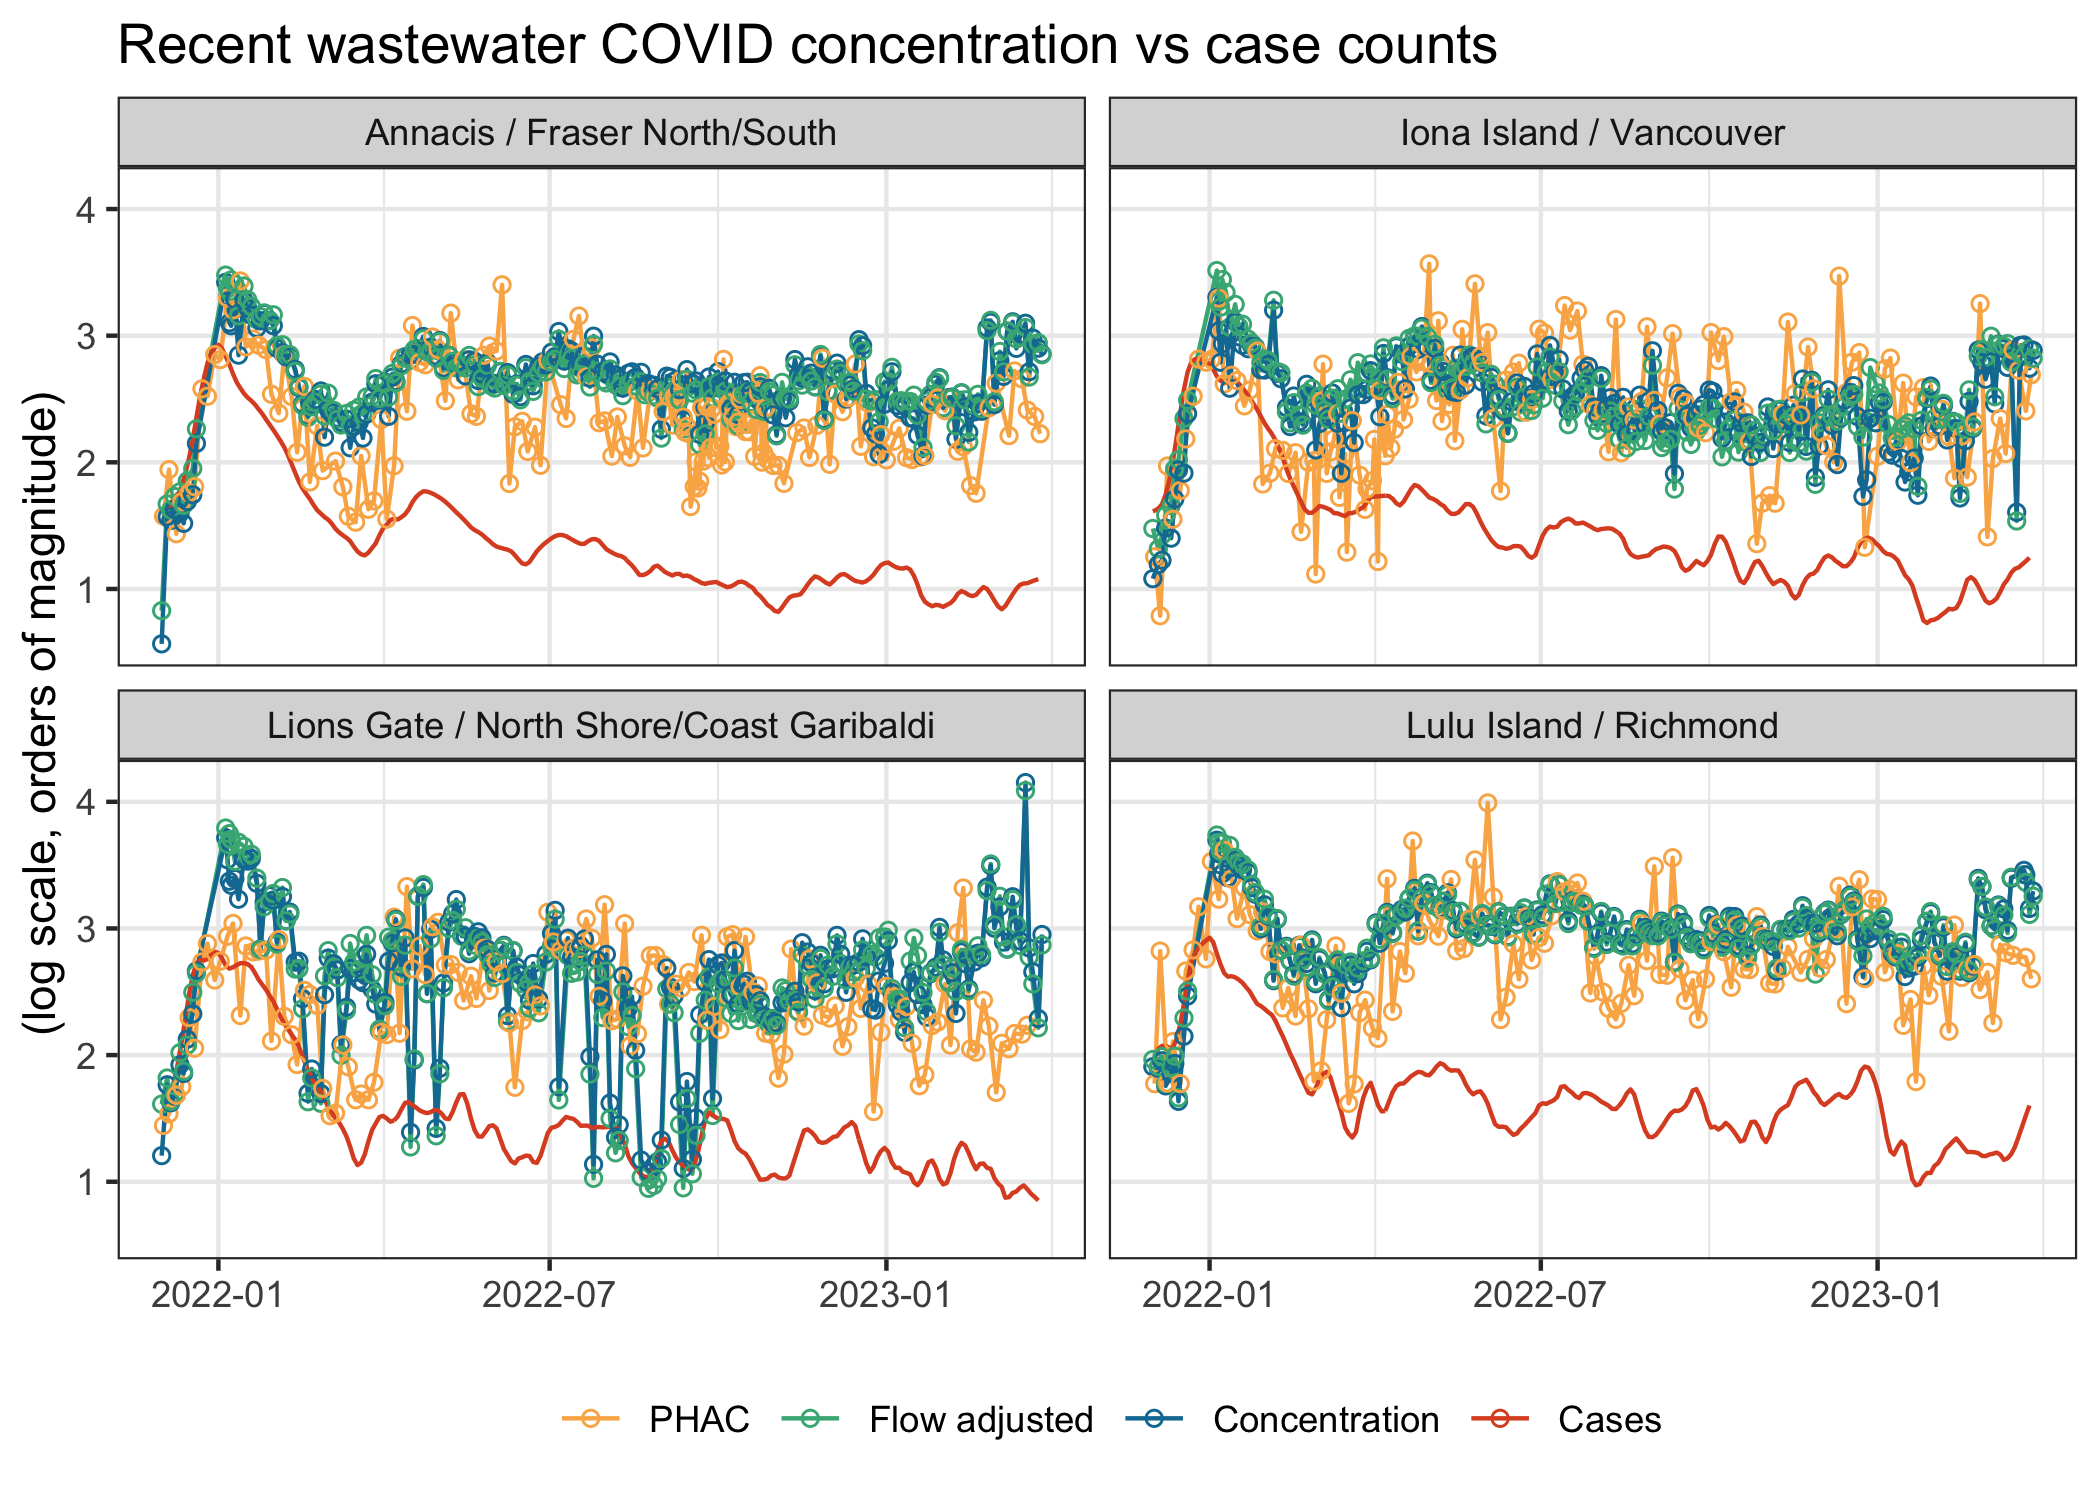 Recent wastewater COVID concentration vs case counts
Annacis / Fraser North/South
Iona Island / Vancouver
(log scale, orders of magnitude)
4
3
2
1
Lions Gate / North Shore/Coast Garibaldi
Lulu Island / Richmond
4
3
2
1
2022-01
2022-07
2023-01
2022-01
2022-07
2023-01
PHAC
Flow adjusted
Concentration
Cases